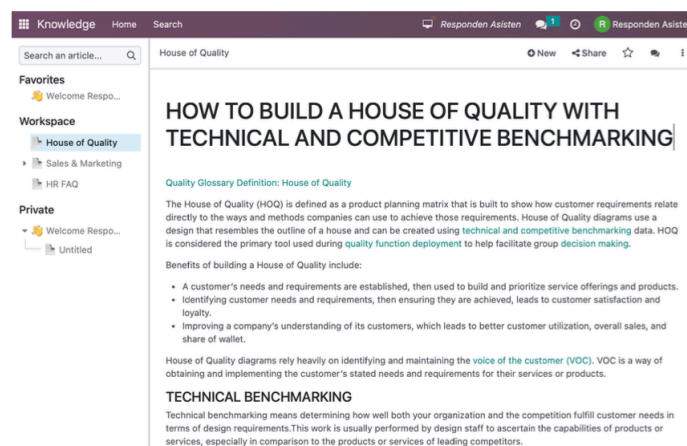 Knowledge Home Search Responden Asisten 1 R Responden Asiste
Search an article... House of Quality New Share
Favorites
Welcome Respo...
Workspace
House of Quality
Sales & Marketing
HR FAQ
Private
Welcome Respo...
Untitled
HOW TO BUILD A HOUSE OF QUALITY WITH
TECHNICAL AND COMPETITIVE BENCHMARKING
Quality Glossary Definition: House of Quality
The House of Quality (HOQ) is defined as a product planning matrix that is built to show how customer requirements relate
directly to the ways and methods companies can use to achieve those requirements. House of Quality diagrams use a
design that resembles the outline of a house and can be created using technical and competitive benchmarking data. HOQ
is considered the primary tool used during quality function deployment to help facilitate group decision making.
Benefits of building a House of Quality include:
• A customer's needs and requirements are established, then used to build and prioritize service offerings and products.
• Identifying customer needs and requirements, then ensuring they are achieved, leads to customer satisfaction and
loyalty.
• Improving a company's understanding of its customers, which leads to better customer utilization, overall sales, and
share of wallet.
House of Quality diagrams rely heavily on identifying and maintaining the voice of the customer (VOC). VOC is a way of
obtaining and implementing the customer's stated needs and requirements for their services or products.
TECHNICAL BENCHMARKING
Technical benchmarking means determining how well both your organization and the competition fulfill customer needs in
terms of design requirements.This work is usually performed by design staff to ascertain the capabilities of products or
services, especially in comparison to the products or services of leading competitors.